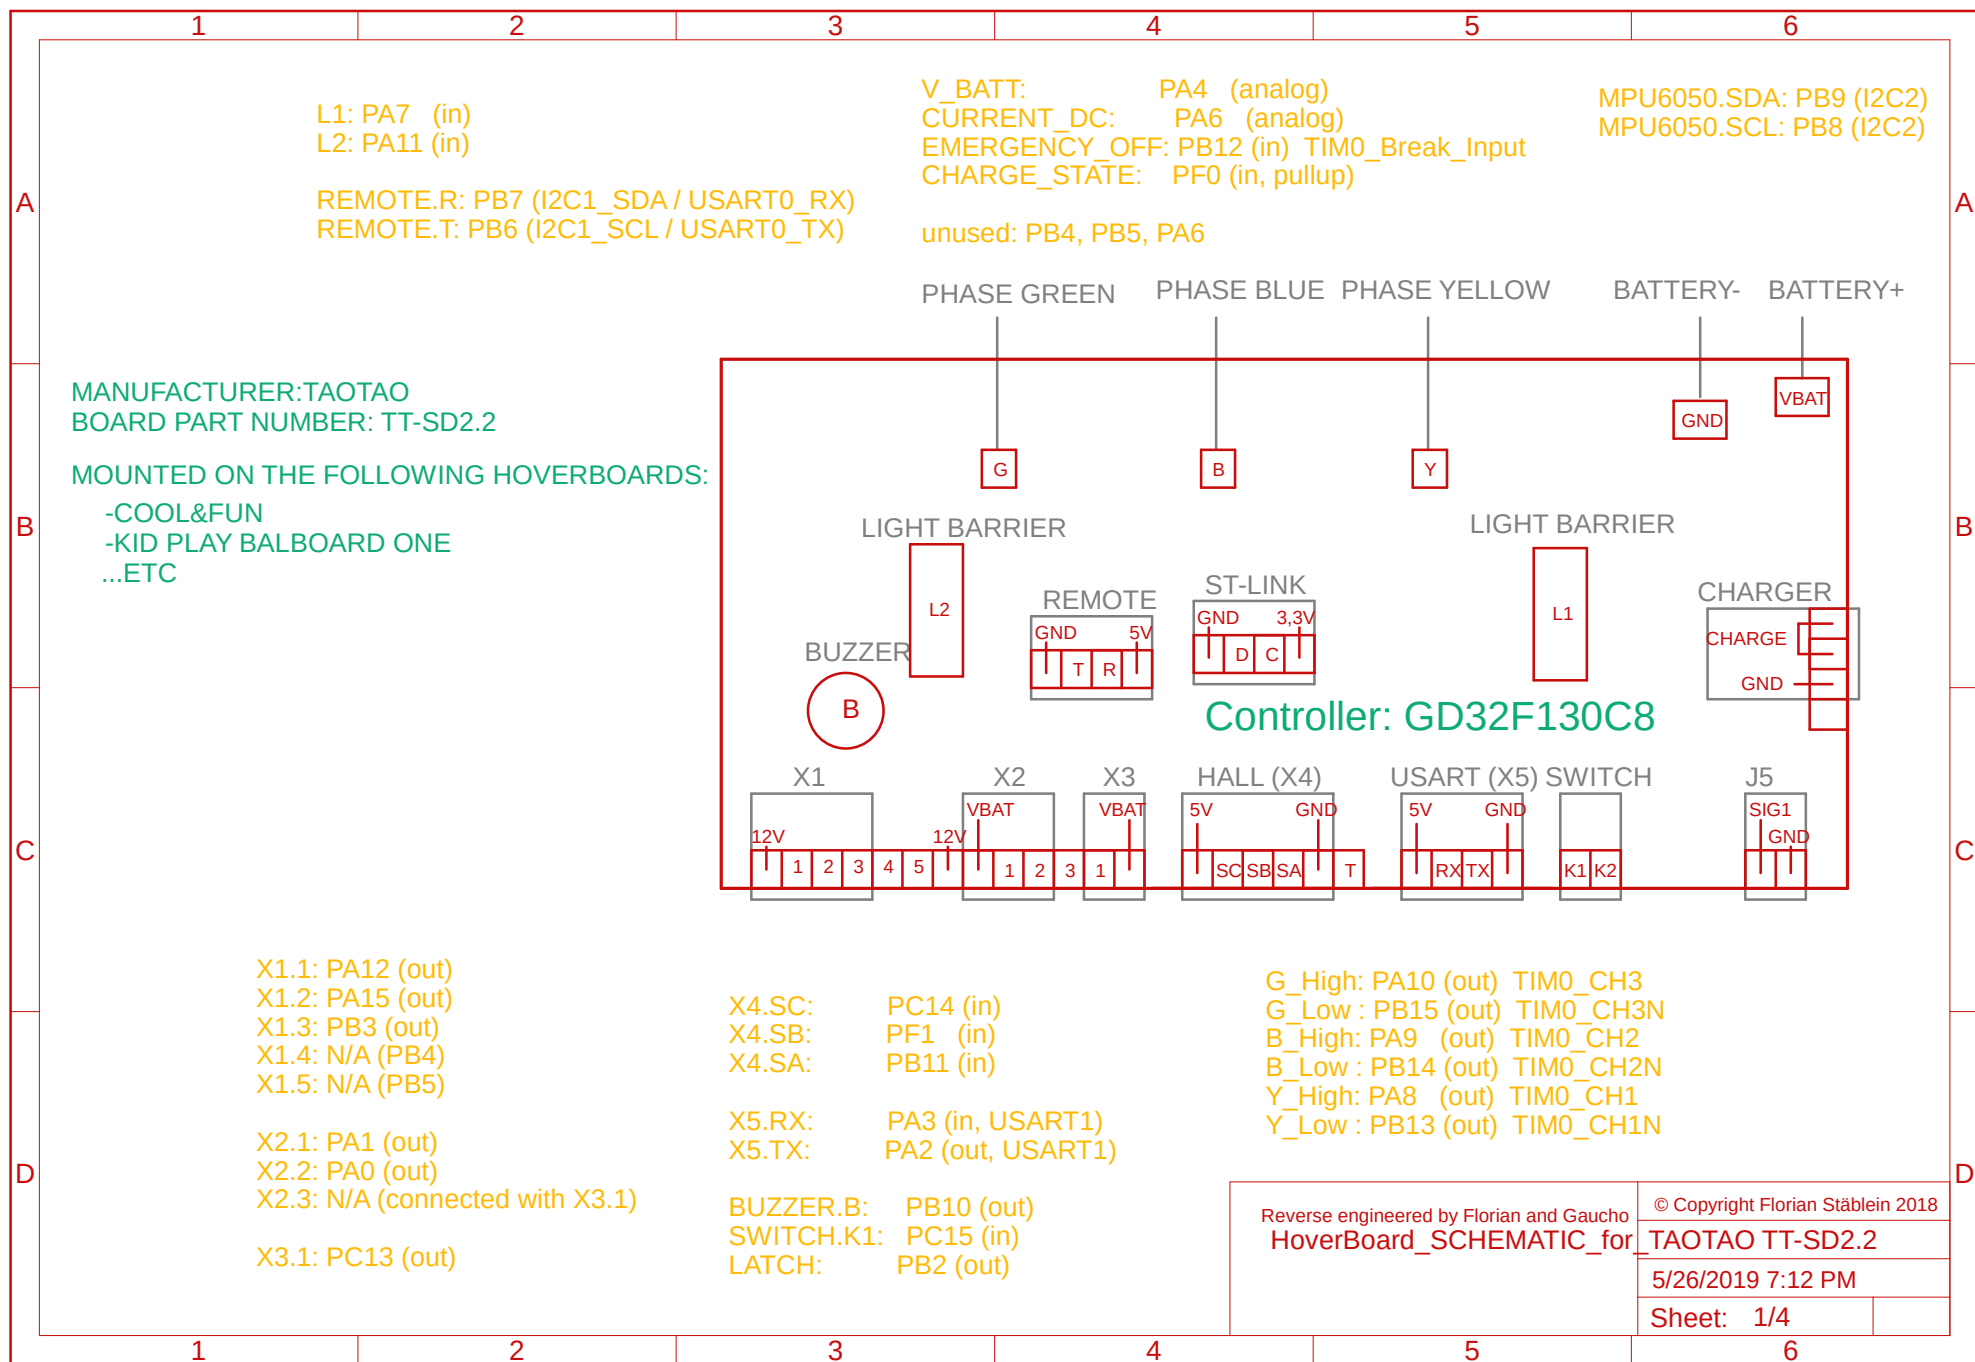 1 2 3 4 5 6
L1: PA7 (in)
L2: PA11 (in)
REMOTE.R: PB7 (I2C1_SDA / USART0_RX)
REMOTE.T: PB6 (I2C1_SCL / USART0_TX)
V_BATT: PA4 (analog)
CURRENT_DC: PA6 (analog)
EMERGENCY_OFF: PB12 (in) TIM0_Break_Input
CHARGE_STATE: PF0 (in, pullup)
unused: PB4, PB5, PA6
MPU6050.SDA: PB9 (I2C2)
MPU6050.SCL: PB8 (I2C2)
A A
PHASE GREEN PHASE BLUE PHASE YELLOW BATTERY- BATTERY+
MANUFACTURER:TAOTAO
BOARD PART NUMBER: TT-SD2.2
MOUNTED ON THE FOLLOWING HOVERBOARDS:
-COOL&FUN
-KID PLAY BALBOARD ONE
...ETC
VBAT
GND
G B Y
B B
LIGHT BARRIER LIGHT BARRIER
L2 L1
REMOTE
GND 5V
T R
ST-LINK
GND 3,3V
D C
CHARGER
CHARGE
GND
BUZZER
B
Controller: GD32F130C8
X1 X2 X3 HALL (X4) USART (X5) SWITCH J5
VBAT VBAT 5V GND 5V GND SIG1
12V 12V GND
C C
1 2 3 4 5 1 2 3 1 SC SB SA T RX TX K1 K2
X1.1: PA12 (out)
X1.2: PA15 (out)
X1.3: PB3 (out)
X1.4: N/A (PB4)
X1.5: N/A (PB5)
X2.1: PA1 (out)
X2.2: PA0 (out)
X2.3: N/A (connected with X3.1)
X3.1: PC13 (out)
X4.SC: PC14 (in)
X4.SB: PF1 (in)
X4.SA: PB11 (in)
X5.RX: PA3 (in, USART1)
X5.TX: PA2 (out, USART1)
BUZZER.B: PB10 (out)
SWITCH.K1: PC15 (in)
LATCH: PB2 (out)
G_High: PA10 (out) TIM0_CH3
G_Low : PB15 (out) TIM0_CH3N
B_High: PA9 (out) TIM0_CH2
B_Low : PB14 (out) TIM0_CH2N
Y_High: PA8 (out) TIM0_CH1
Y_Low : PB13 (out) TIM0_CH1N
D D
Reverse engineered by Florian and Gaucho
© Copyright Florian Stäblein 2018
HoverBoard_SCHEMATIC_for_TAOTAO TT-SD2.2
5/26/2019 7:12 PM
Sheet: 1/4
1 2 3 4 5 6